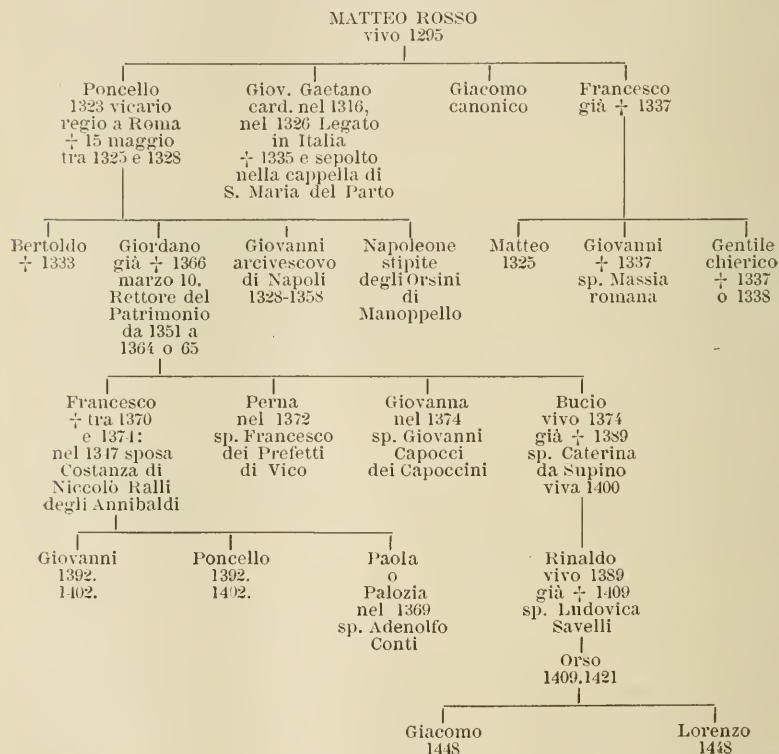 MATTEO ROSSO
vivo 1295
Poncello
1323 vicario
regio a Roma
✝ 15 maggio
tra 1325 e 1328
Giov. Gaetano
card. nel 1316,
nel 1326 Legato
in Italia
✝ 1335 e sepolto
nella cappella di
S. Maria del Parto
Giacomo
canonico
Francesco
già ✝ 1337
Bertoldo
✝ 1333
Giordano
già ✝ 1366
marzo 10.
Rettore del
Patrimonio
da 1351 a
1364 o 65
Giovanni
arcivescovo
di Napoli
1328-1358
Napoleone
stipite
degli Orsini
di
Manoppello
Matteo
1325
Giovanni
✝ 1337
sp. Massia
romana
Gentile
chierico
✝ 1337
o 1338
Francesco
✝ tra 1370
e 1374:
nel 1347 sposa
Costanza di
Niccolò Ralli
degli Annibaldi
Perna
nel 1372
sp. Francesco
dei Prefetti
di Vico
Giovanna
nel 1374
sp. Giovanni
Capocci
dei Capoccini
Bucio
vivo 1374
già ✝ 1389
sp. Caterina
da Supino
viva 1400
Giovanni
1392.
1402.
Poncello
1392.
1402.
Paola
o
Palozia
nel 1369
sp. Adenolfo
Conti
Rinaldo
vivo 1389
già ✝ 1409
sp. Ludovica
Savelli
Orso
1409.1421
Giacomo
1448
Lorenzo
1448